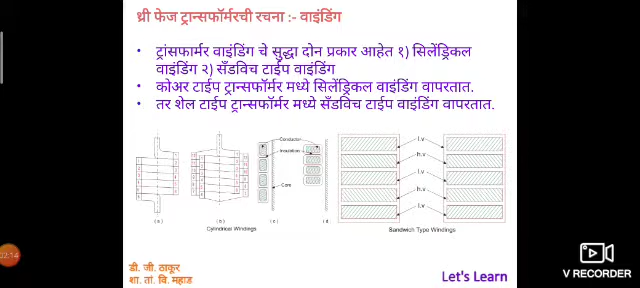 थ्री फेज ट्रान्सफॉर्मरची रचना :- वाइंडिंग
• ट्रांसफार्मर वाइंडिंग चे सुद्धा दोन प्रकार आहेत १) सिलेंड्रिकल
वाइंडिंग २) सँडविच टाईप वाइंडिंग
• कोअर टाईप ट्रान्सफॉर्मर मध्ये सिलेंड्रिकल वाइंडिंग वापरतात.
• तर शेल टाईप ट्रान्सफॉर्मर मध्ये सँडविच टाईप वाइंडिंग वापरतात.
Conductor
Insulation
Core
l.v
h.v
l.v
h.v
l.v
(a) (b) (c) (d
Cylindrical Windings
Sandwich Type Windings
22:14
डी. जी. ठाकूर
शा. तां. वि. महाड
Let's Learn
V RECORDER